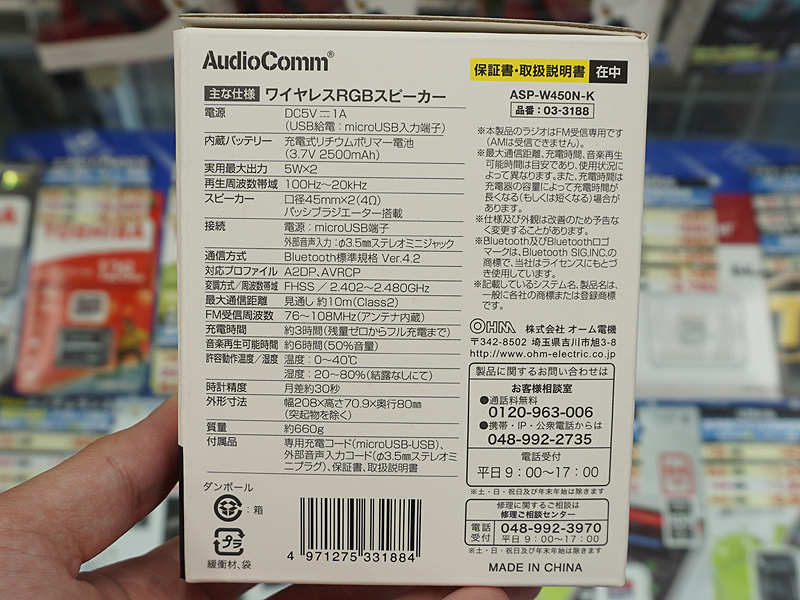 AudioComm®
主な仕様 ワイヤレスRGBスピーカー
電源 DC5V⎓1A
(USB給電：microUSB入力端子)
内蔵バッテリー 充電式リチウムポリマー電池
(3.7V 2500mAh)
実用最大出力 5W×2
再生周波数帯域 100Hz～20kHz
スピーカー 口径45mm×2(4Ω)
パッシブラジエーター搭載
接続 電源：microUSB端子
外部音声入力：φ3.5㎜ステレオミニジャック
通信方式 Bluetooth標準規格 Ver.4.2
対応プロファイル A2DP、AVRCP
変調方式/周波数帯域 FHSS / 2.402～2.480GHz
最大通信距離 見通し 約10m(Class2)
FM受信周波数 76～108MHz(アンテナ内蔵)
充電時間 約3時間(残量ゼロからフル充電まで)
音楽再生可能時間 約6時間(50%音量)
許容動作温度/湿度 温度：0～40℃
湿度：20～80%(結露なしにて)
時計精度 月差約30秒
外形寸法 幅208×高さ70.9×奥行80mm
(突起物を除く)
質量 約660g
付属品 専用充電コード(microUSB-USB)、
外部音声入力コード(φ3.5㎜ステレオミ
ニプラグ)、保証書、取扱説明書
ダンボール
：箱
プラ
緩衝材、袋
4 971275 331884
保証書・取扱説明書 在中
ASP-W450N-K
品番：03-3188
※本製品のラジオはFM受信専用です
(AMは受信できません)。
※最大通信距離、充電時間、音楽再生
可能時間は目安であり、使用状況に
よって異なります。また、充電時間は
充電器の容量によって充電時間が
長くなる(もしくは短くなる)場合が
あります。
※仕様及び外観は改善のため予告な
く変更することがあります。
※Bluetooth及びBluetoothロゴ
マークは、Bluetooth SIG,INC.の
商標で、当社はライセンスにもとづ
き使用しています。
※記載しているシステム名、製品名は、
一般に各社の商標または登録商標
です。
OHM 株式会社 オーム電機
〒342-8502 埼玉県吉川市旭3-8
http://www.ohm-electric.co.jp
製品に関するお問い合わせは
お客様相談室
●通話料無料
0120-963-006
●携帯・IP・公衆電話からは
048-992-2735
電話受付
平日 9：00～17：00
※土・日・祝日及び年末年始は除きます
修理に関するご相談は
修理ご相談センター
電話 048-992-3970
受付 平日 9：00～17：00
※土・日・祝日及び年末年始は除きます
MADE IN CHINA
TOSHIBA